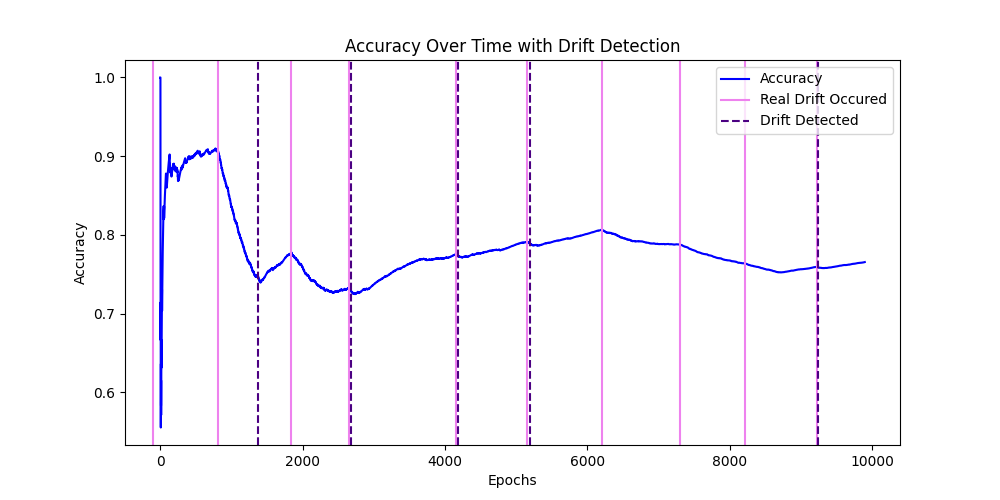 Accuracy Over Time with Drift Detection
1.0
0.9
0.8
0.7
0.6
Accuracy
Accuracy
Real Drift Occured
Drift Detected
0 2000 4000 6000 8000 10000
Epochs